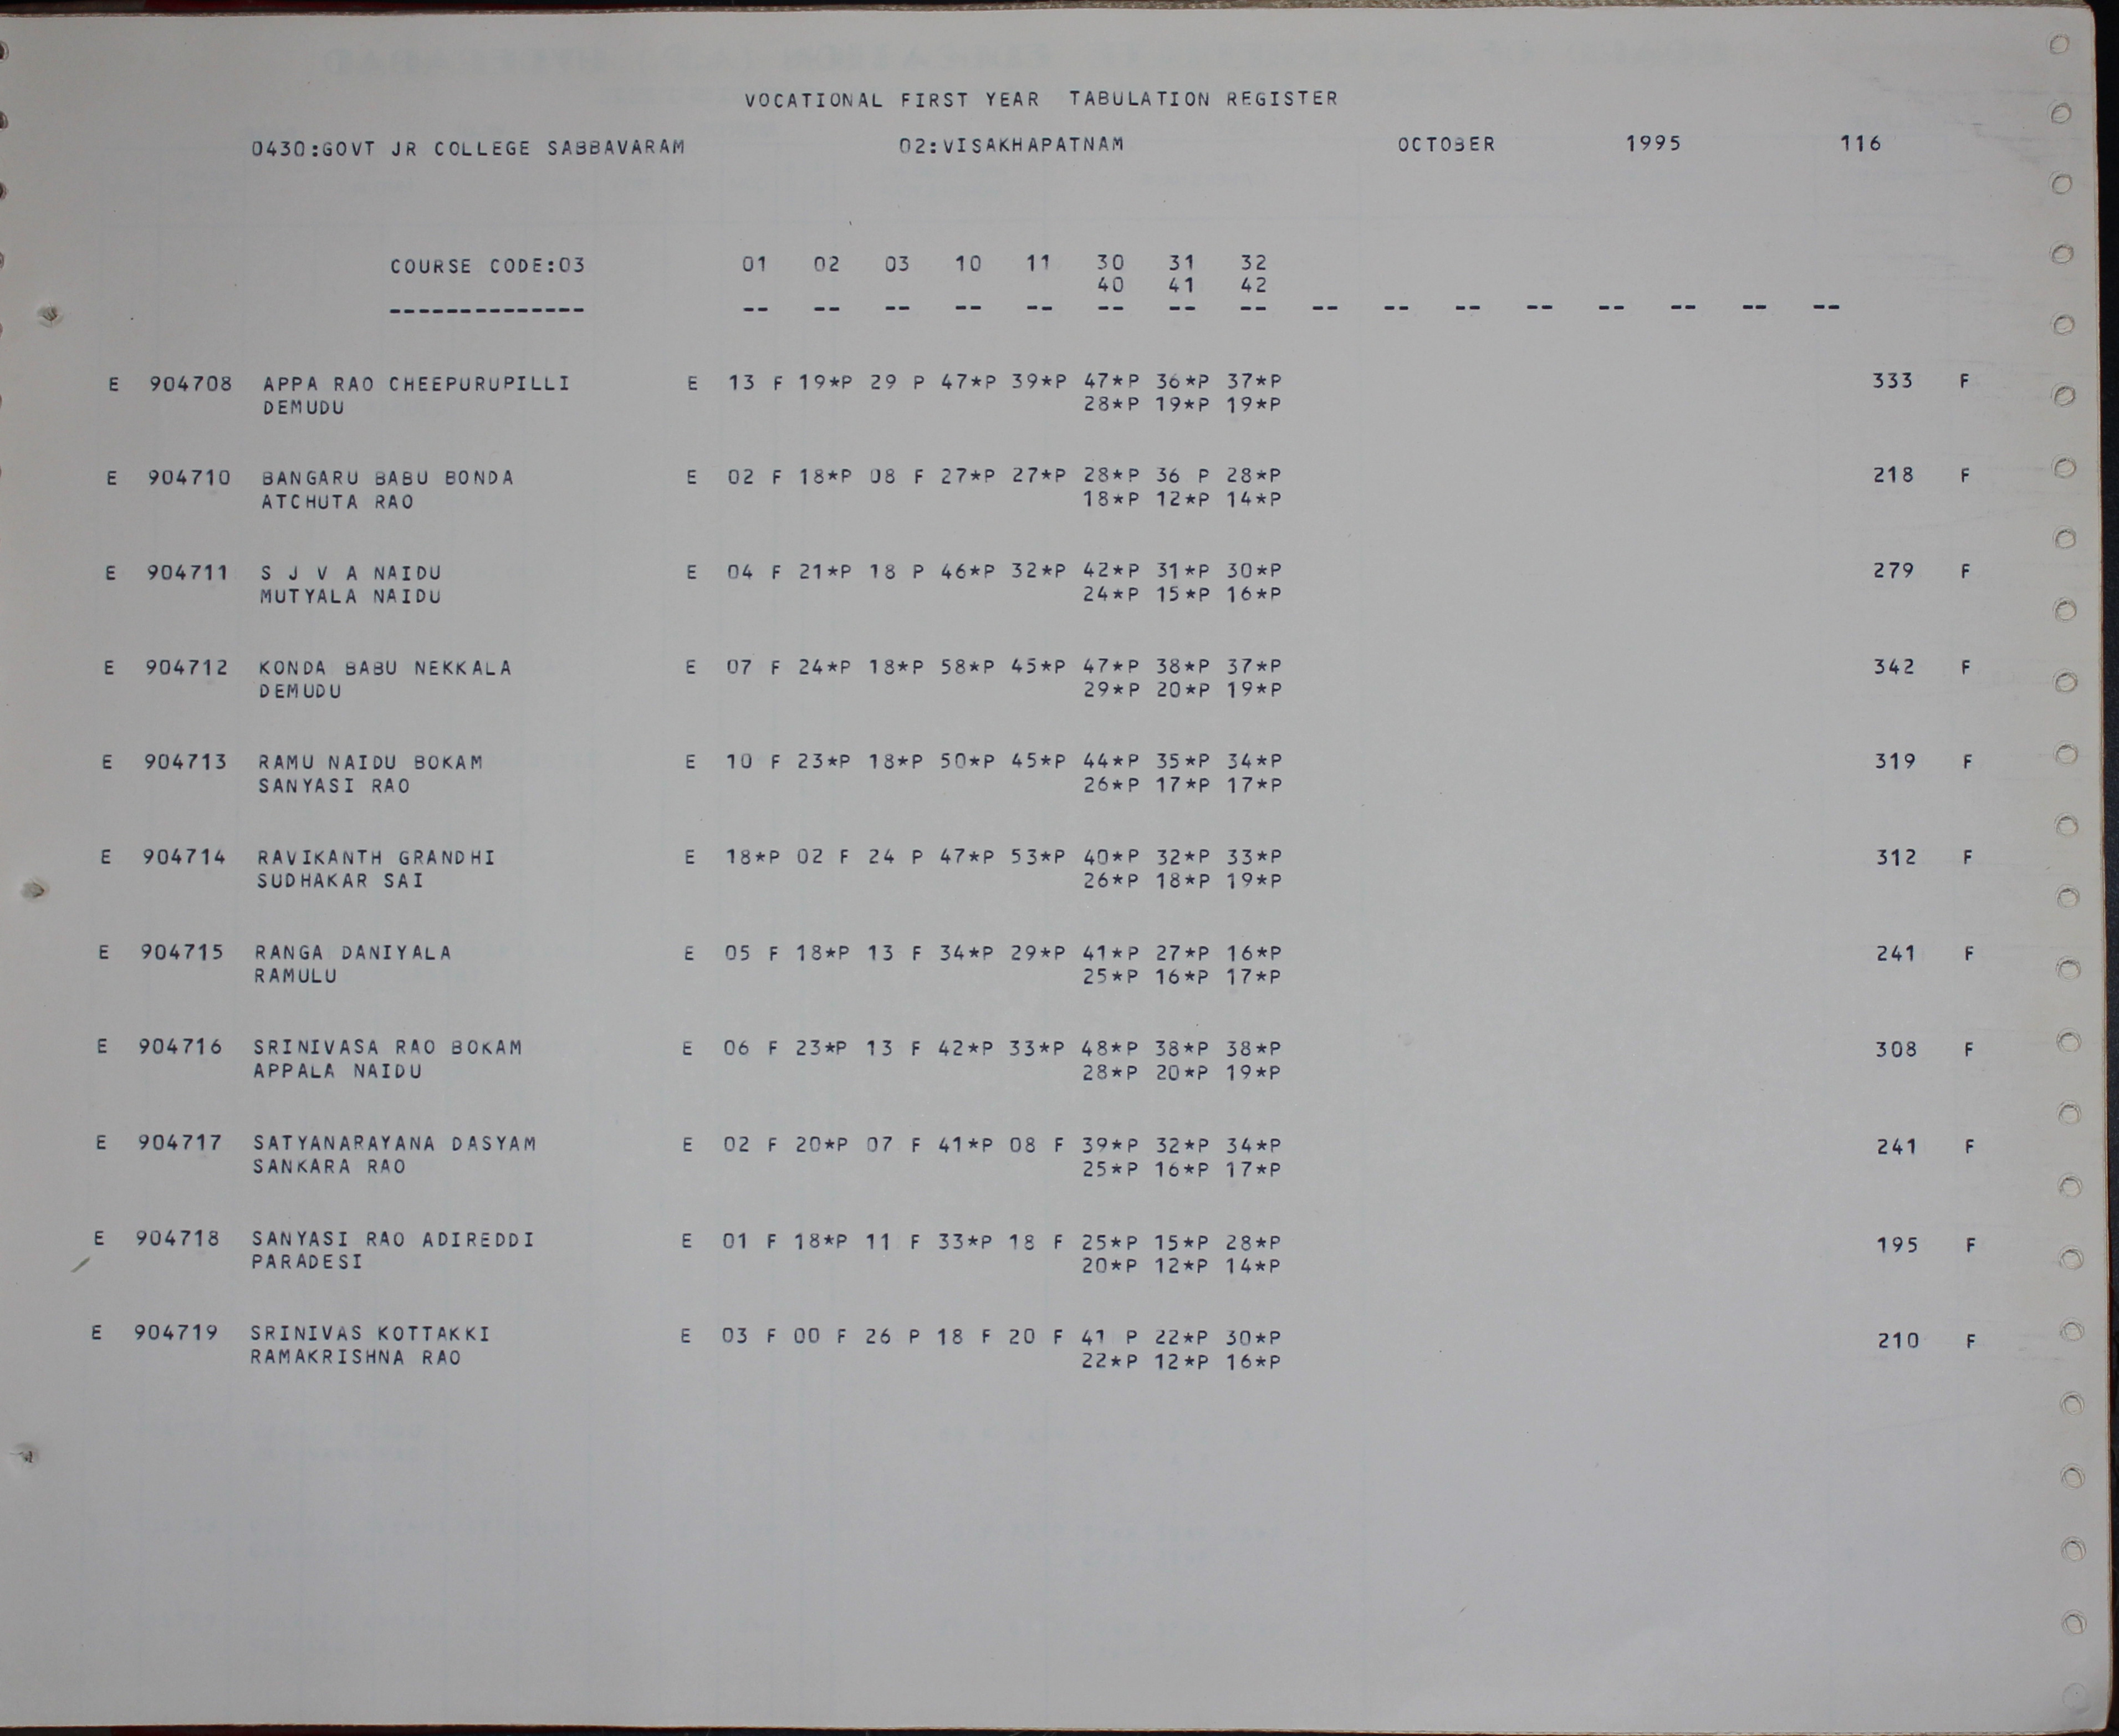 VOCATIONAL FIRST YEAR TABULATION REGISTER
0430:GOVT JR COLLEGE SABBAVARAM 02:VISAKHAPATNAM OCTOBER 1995 116
COURSE CODE:03 01 02 03 10 11 30 31 32
40 41 42
-------------- -- -- -- -- -- -- -- -- -- -- -- -- -- -- -- --
E 904708 APPA RAO CHEEPURUPILLI E 13 F 19*P 29 P 47*P 39*P 47*P 36*P 37*P 333 F
DEMUDU 28*P 19*P 19*P
E 904710 BANGARU BABU BONDA E 02 F 18*P 08 F 27*P 27*P 28*P 36 P 28*P 218 F
ATCHUTA RAO 18*P 12*P 14*P
E 904711 S J V A NAIDU E 04 F 21*P 18 P 46*P 32*P 42*P 31*P 30*P 279 F
MUTYALA NAIDU 24*P 15*P 16*P
E 904712 KONDA BABU NEKKALA E 07 F 24*P 18*P 58*P 45*P 47*P 38*P 37*P 342 F
DEMUDU 29*P 20*P 19*P
E 904713 RAMU NAIDU BOKAM E 10 F 23*P 18*P 50*P 45*P 44*P 35*P 34*P 319 F
SANYASI RAO 26*P 17*P 17*P
E 904714 RAVIKANTH GRANDHI E 18*P 02 F 24 P 47*P 53*P 40*P 32*P 33*P 312 F
SUDHAKAR SAI 26*P 18*P 19*P
E 904715 RANGA DANIYALA E 05 F 18*P 13 F 34*P 29*P 41*P 27*P 16*P 241 F
RAMULU 25*P 16*P 17*P
E 904716 SRINIVASA RAO BOKAM E 06 F 23*P 13 F 42*P 33*P 48*P 38*P 38*P 308 F
APPALA NAIDU 28*P 20*P 19*P
E 904717 SATYANARAYANA DASYAM E 02 F 20*P 07 F 41*P 08 F 39*P 32*P 34*P 241 F
SANKARA RAO 25*P 16*P 17*P
E 904718 SANYASI RAO ADIREDDI E 01 F 18*P 11 F 33*P 18 F 25*P 15*P 28*P 195 F
PARADESI 20*P 12*P 14*P
E 904719 SRINIVAS KOTTAKKI E 03 F 00 F 26 P 18 F 20 F 41 P 22*P 30*P 210 F
RAMAKRISHNA RAO 22*P 12*P 16*P